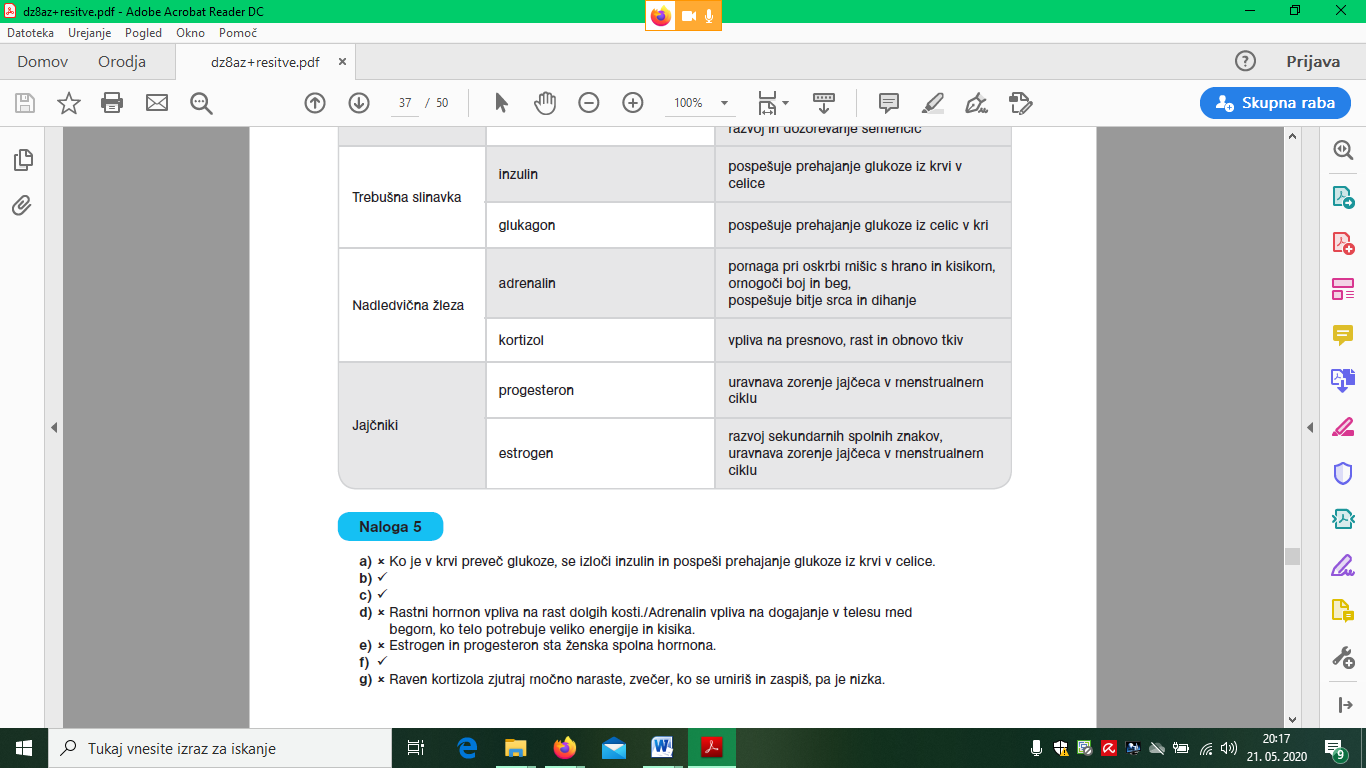 dz8az+resitve.pdf - Adobe Acrobat Reader DC
Datoteka Urejanje Pogled Okno Pomoč
Domov Orodja dz8az+resitve.pdf × Prijava
37 / 50 100% Skupna raba
razvoj in dozorevanje semenčic
Trebušna slinavka
inzulin
pospešuje prehajanje glukoze iz krvi v
celice
glukagon
pospešuje prehajanje glukoze iz celic v kri
Nadledvična žleza
adrenalin
pomaga pri oskrbi mišic s hrano in kisikom,
omogoči boj in beg,
pospešuje bitje srca in dihanje
kortizol
vpliva na presnovo, rast in obnovo tkiv
Jajčniki
progesteron
uravnava zorenje jajčeca v menstrualnem
ciklu
estrogen
razvoj sekundarnih spolnih znakov,
uravnava zorenje jajčeca v menstrualnem
ciklu
Naloga 5
a) × Ko je v krvi preveč glukoze, se izloči inzulin in pospeši prehajanje glukoze iz krvi v celice.
b) ✓
c) ✓
d) × Rastni hormon vpliva na rast dolgih kosti./Adrenalin vpliva na dogajanje v telesu med
begom, ko telo potrebuje veliko energije in kisika.
e) × Estrogen in progesteron sta ženska spolna hormona.
f) ✓
g) × Raven kortizola zjutraj močno naraste, zvečer, ko se umiriš in zaspiš, pa je nizka.
Tukaj vnesite izraz za iskanje
20:17
21. 05. 2020
9